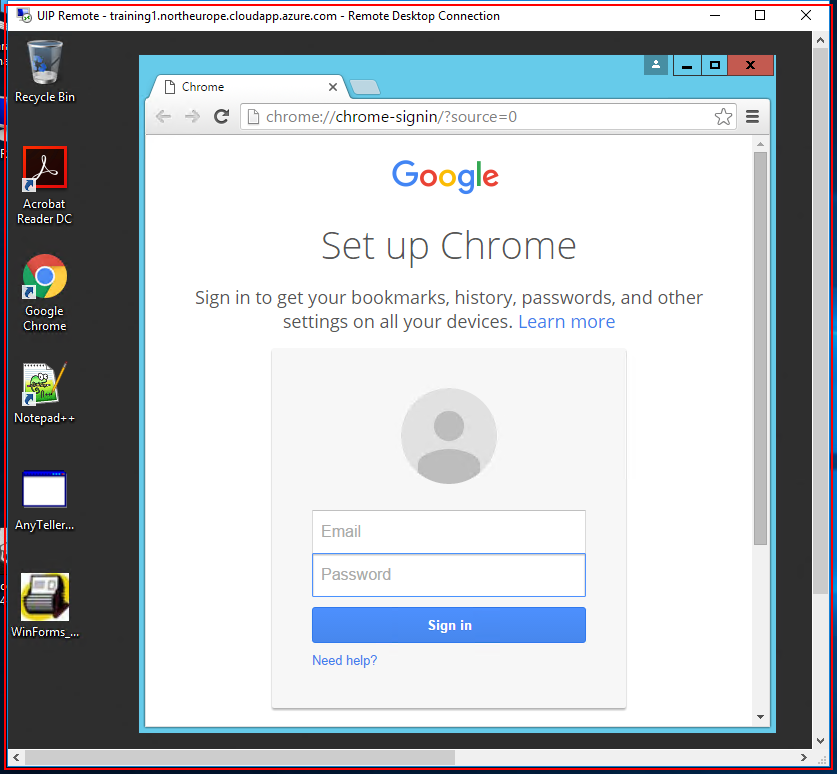 UIP Remote - training1.northeurope.cloudapp.azure.com - Remote Desktop Connection
Recycle Bin
Acrobat
Reader DC
Google
Chrome
Notepad++
AnyTeller...
WinForms_...
Chrome
chrome://chrome-signin/?source=0
Google
Set up Chrome
Sign in to get your bookmarks, history, passwords, and other
settings on all your devices. Learn more
Email
Password
Sign in
Need help?